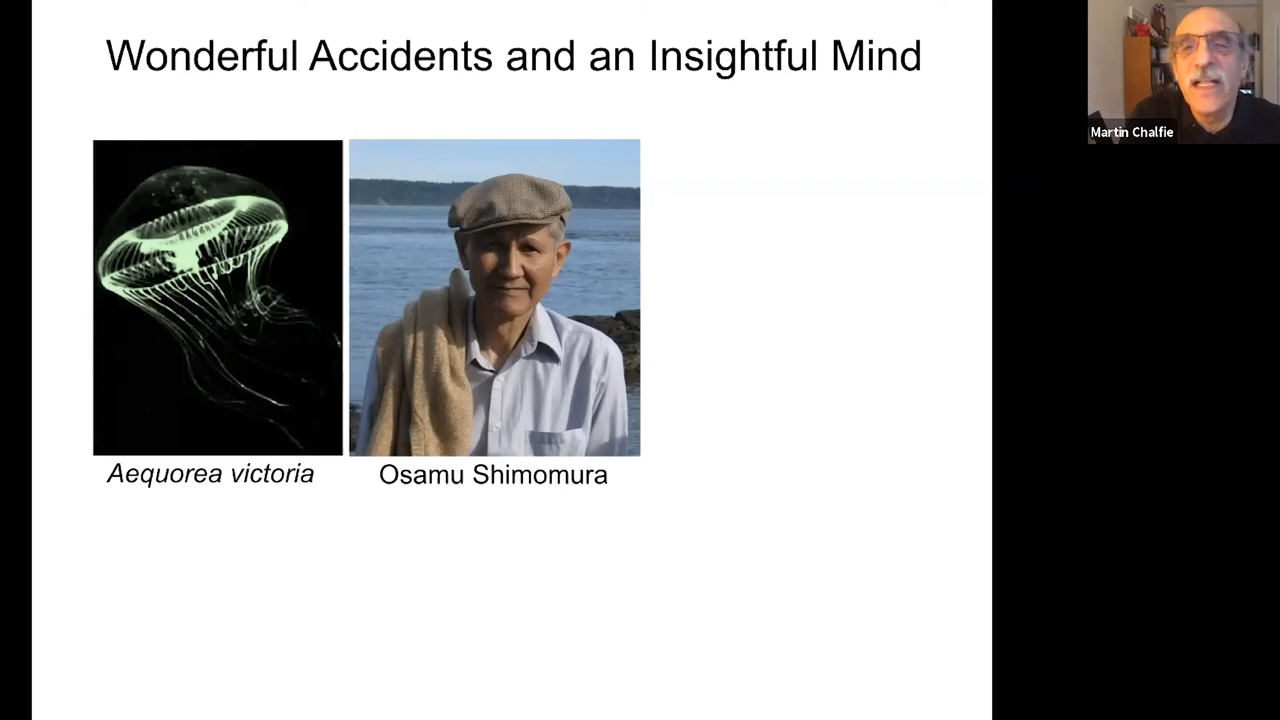 Wonderful Accidents and an Insightful Mind
Martin Chalfie
Aequorea victoria
Osamu Shimomura